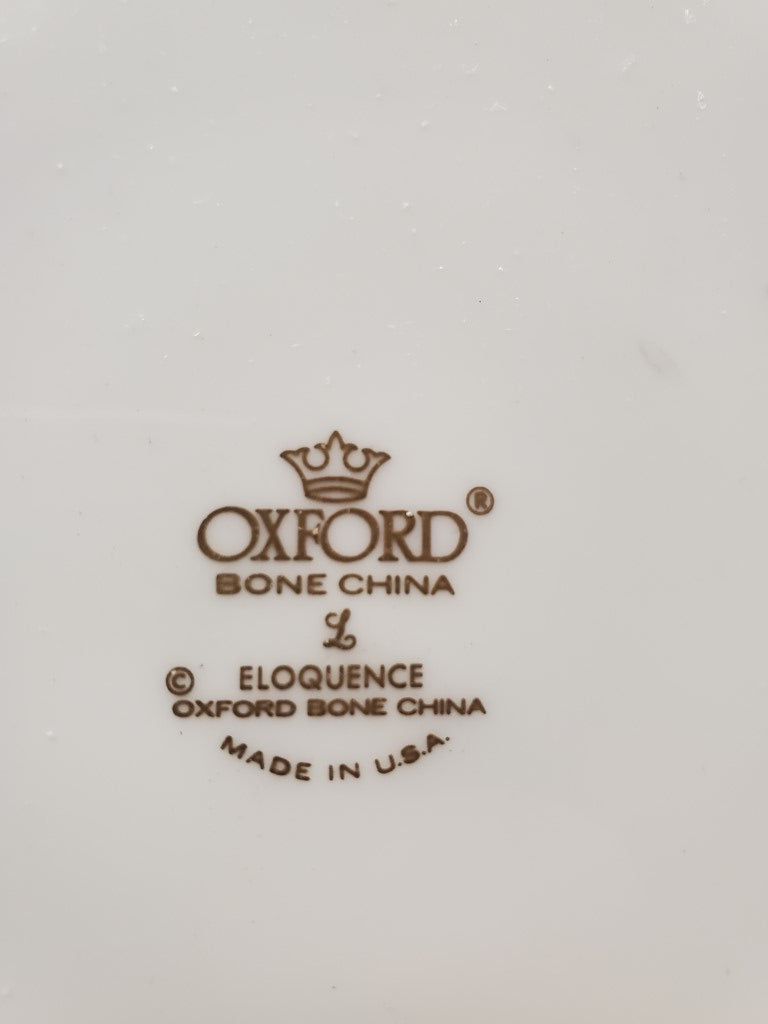 OXFORD®
BONE CHINA
L
© ELOQUENCE
OXFORD BONE CHINA
MADE IN U.S.A.